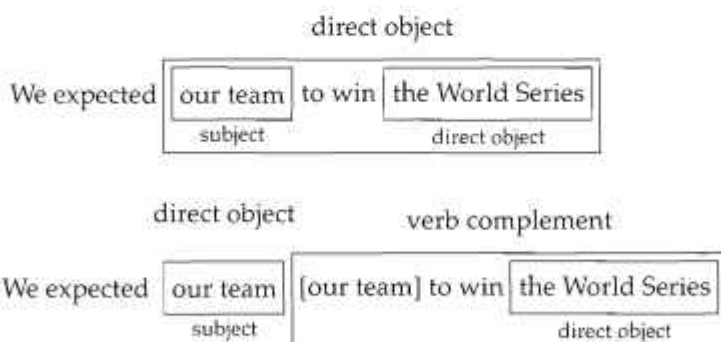 direct object
We expected our team to win the World Series
subject direct object
direct object verb complement
We expected our team [our team] to win the World Series
subject direct object